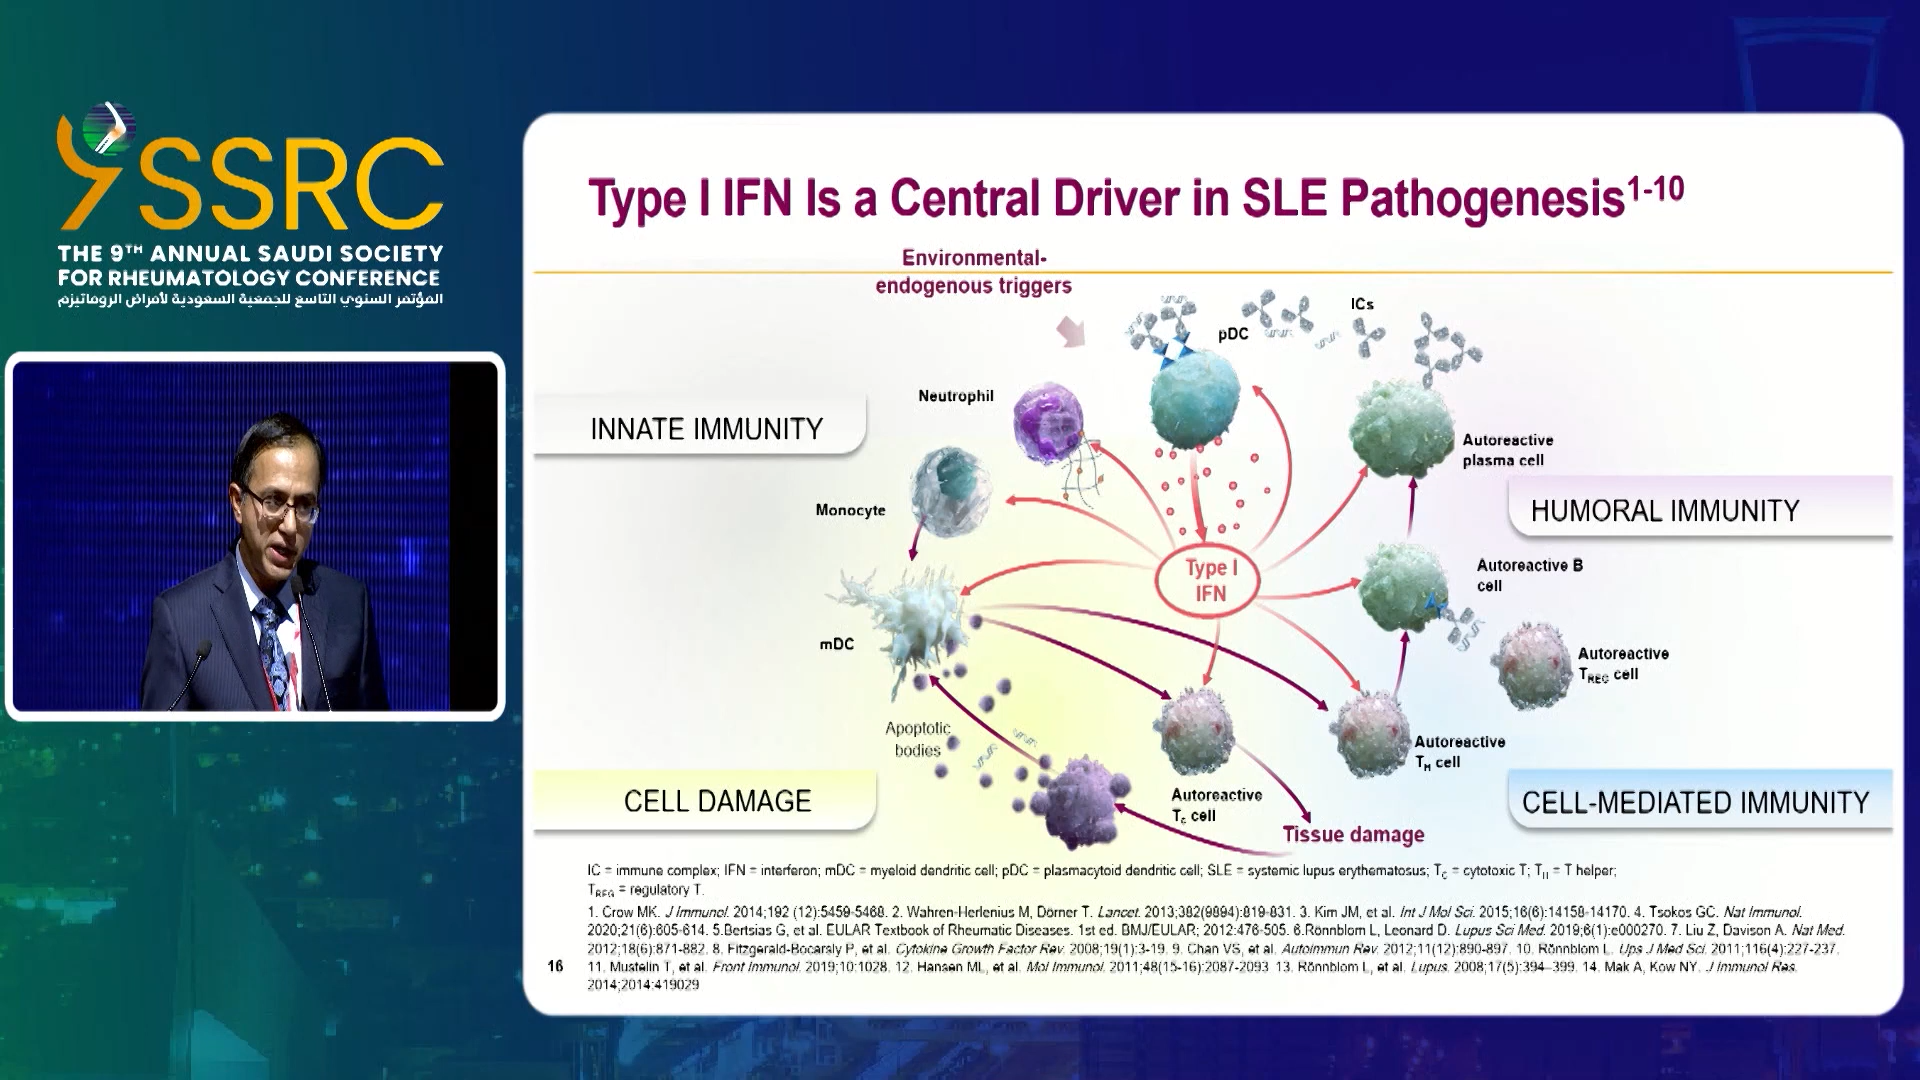 SSRC
THE 9TH ANNUAL SAUDI SOCIETY
FOR RHEUMATOLOGY CONFERENCE
المؤتمر السنوي التاسع للجمعية السعودية لأمراض الروماتيزم
Type I IFN Is a Central Driver in SLE Pathogenesis1-10
Environmental-
endogenous triggers
ICs
pDC
Neutrophil
INNATE IMMUNITY
Autoreactive
plasma cell
Monocyte
HUMORAL IMMUNITY
Type I
IFN
Autoreactive B
cell
mDC
Autoreactive
TREG cell
Apoptotic
bodies
Autoreactive
TH cell
CELL DAMAGE
Autoreactive
Tc cell
CELL-MEDIATED IMMUNITY
Tissue damage
IC = immune complex; IFN = interferon; mDC = myeloid dendritic cell; pDC = plasmacytoid dendritic cell; SLE = systemic lupus erythematosus; TC = cytotoxic T; TH = T helper;
TREG = regulatory T.
1. Crow MK. J Immunol. 2014;192 (12):5459-5468. 2. Wahren-Herlenius M, Dörner T. Lancet. 2013;382(9894):819-831. 3. Kim JM, et al. Int J Mol Sci. 2015;16(6):14158-14170. 4. Tsokos GC. Nat Immunol.
2020;21(6):605-614. 5.Bertsias G, et al. EULAR Textbook of Rheumatic Diseases. 1st ed. BMJ/EULAR; 2012:476-505. 6.Rönnblom L, Leonard D. Lupus Sci Med. 2019;6(1):e000270. 7. Liu Z, Davison A. Nat Med.
2012;18(6):871-882. 8. Fitzgerald-Bocarsly P, et al. Cytokine Growth Factor Rev. 2008;19(1):3-19. 9. Chan VS, et al. Autoimmun Rev. 2012;11(12):890-897. 10. Rönnblom L. Ups J Med Sci. 2011;116(4):227-237.
11. Mustelin T, et al. Front Immunol. 2019;10:1028. 12. Hansen ML, et al. Mol Immunol. 2011;48(15-16):2087-2093 13. Rönnblom L, et al. Lupus. 2008;17(5):394–399. 14. Mak A, Kow NY. J Immunol Res.
2014;2014:419029
16